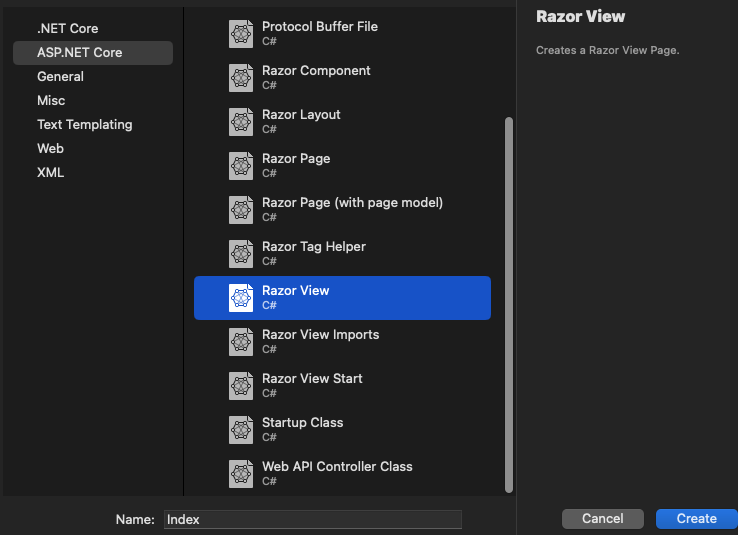 .NET Core
ASP.NET Core
General
Misc
Text Templating
Web
XML
Protocol Buffer File
C#
Razor Component
C#
Razor Layout
C#
Razor Page
C#
Razor Page (with page model)
C#
Razor Tag Helper
C#
Razor View
C#
Razor View Imports
C#
Razor View Start
C#
Startup Class
C#
Web API Controller Class
C#
Razor View
Creates a Razor View Page.
Name: Index
Cancel
Create